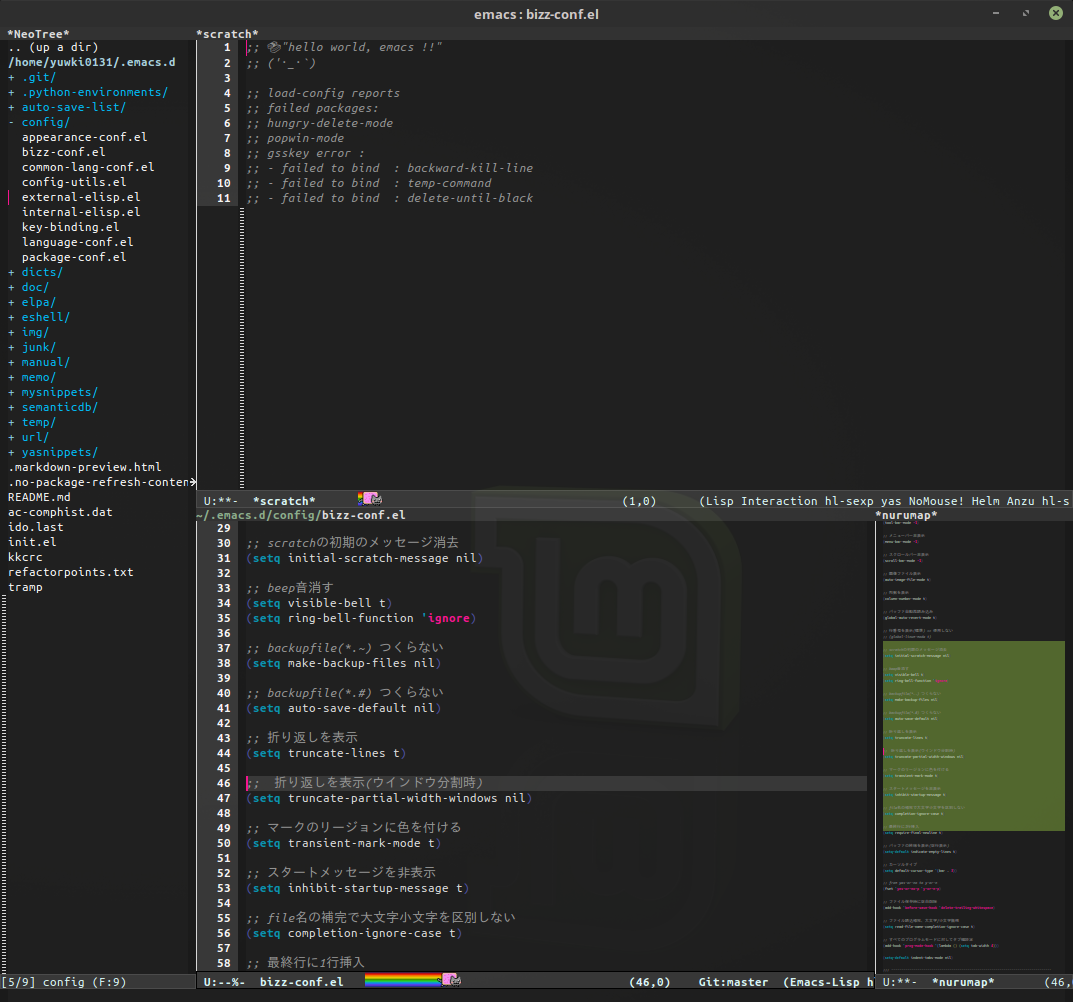 emacs : bizz-conf.el
*NeoTree*
.. (up a dir)
/home/yuwki0131/.emacs.d
+ .git/
+ .python-environments/
+ auto-save-list/
- config/
appearance-conf.el
bizz-conf.el
common-lang-conf.el
config-utils.el
external-elisp.el
internal-elisp.el
key-binding.el
language-conf.el
package-conf.el
+ dicts/
+ doc/
+ elpa/
+ eshell/
+ img/
+ junk/
+ manual/
+ memo/
+ mysnippets/
+ semanticdb/
+ temp/
+ url/
+ yasnippets/
.markdown-preview.html
.no-package-refresh-conten
README.md
ac-comphist.dat
ido.last
init.el
kkcrc
refactorpoints.txt
tramp
[5/9] config (F:9)
*scratch*
1 ;; "hello world, emacs !!"
2 ;; ('･_･`)
3
4 ;; load-config reports
5 ;; failed packages:
6 ;; hungry-delete-mode
7 ;; popwin-mode
8 ;; gsskey error :
9 ;; - failed to bind  : backward-kill-line
10 ;; - failed to bind  : temp-command
11 ;; - failed to bind  : delete-until-black
U:**-  *scratch* (1,0) (Lisp Interaction hl-sexp yas NoMouse! Helm Anzu hl-s
~/.emacs.d/config/bizz-conf.el
29
30 ;; scratchの初期のメッセージ消去
31 (setq initial-scratch-message nil)
32
33 ;; beep音消す
34 (setq visible-bell t)
35 (setq ring-bell-function 'ignore)
36
37 ;; backupfile(*.~) つくらない
38 (setq make-backup-files nil)
39
40 ;; backupfile(*.#) つくらない
41 (setq auto-save-default nil)
42
43 ;; 折り返しを表示
44 (setq truncate-lines t)
45
46 ;;  折り返しを表示(ウインドウ分割時)
47 (setq truncate-partial-width-windows nil)
48
49 ;; マークのリージョンに色を付ける
50 (setq transient-mark-mode t)
51
52 ;; スタートメッセージを非表示
53 (setq inhibit-startup-message t)
54
55 ;; file名の補完で大文字小文字を区別しない
56 (setq completion-ignore-case t)
57
58 ;; 最終行に1行挿入
U:--%-  bizz-conf.el (46,0) Git:master  (Emacs-Lisp h
*nurumap*
U:**-  *nurumap* (46,